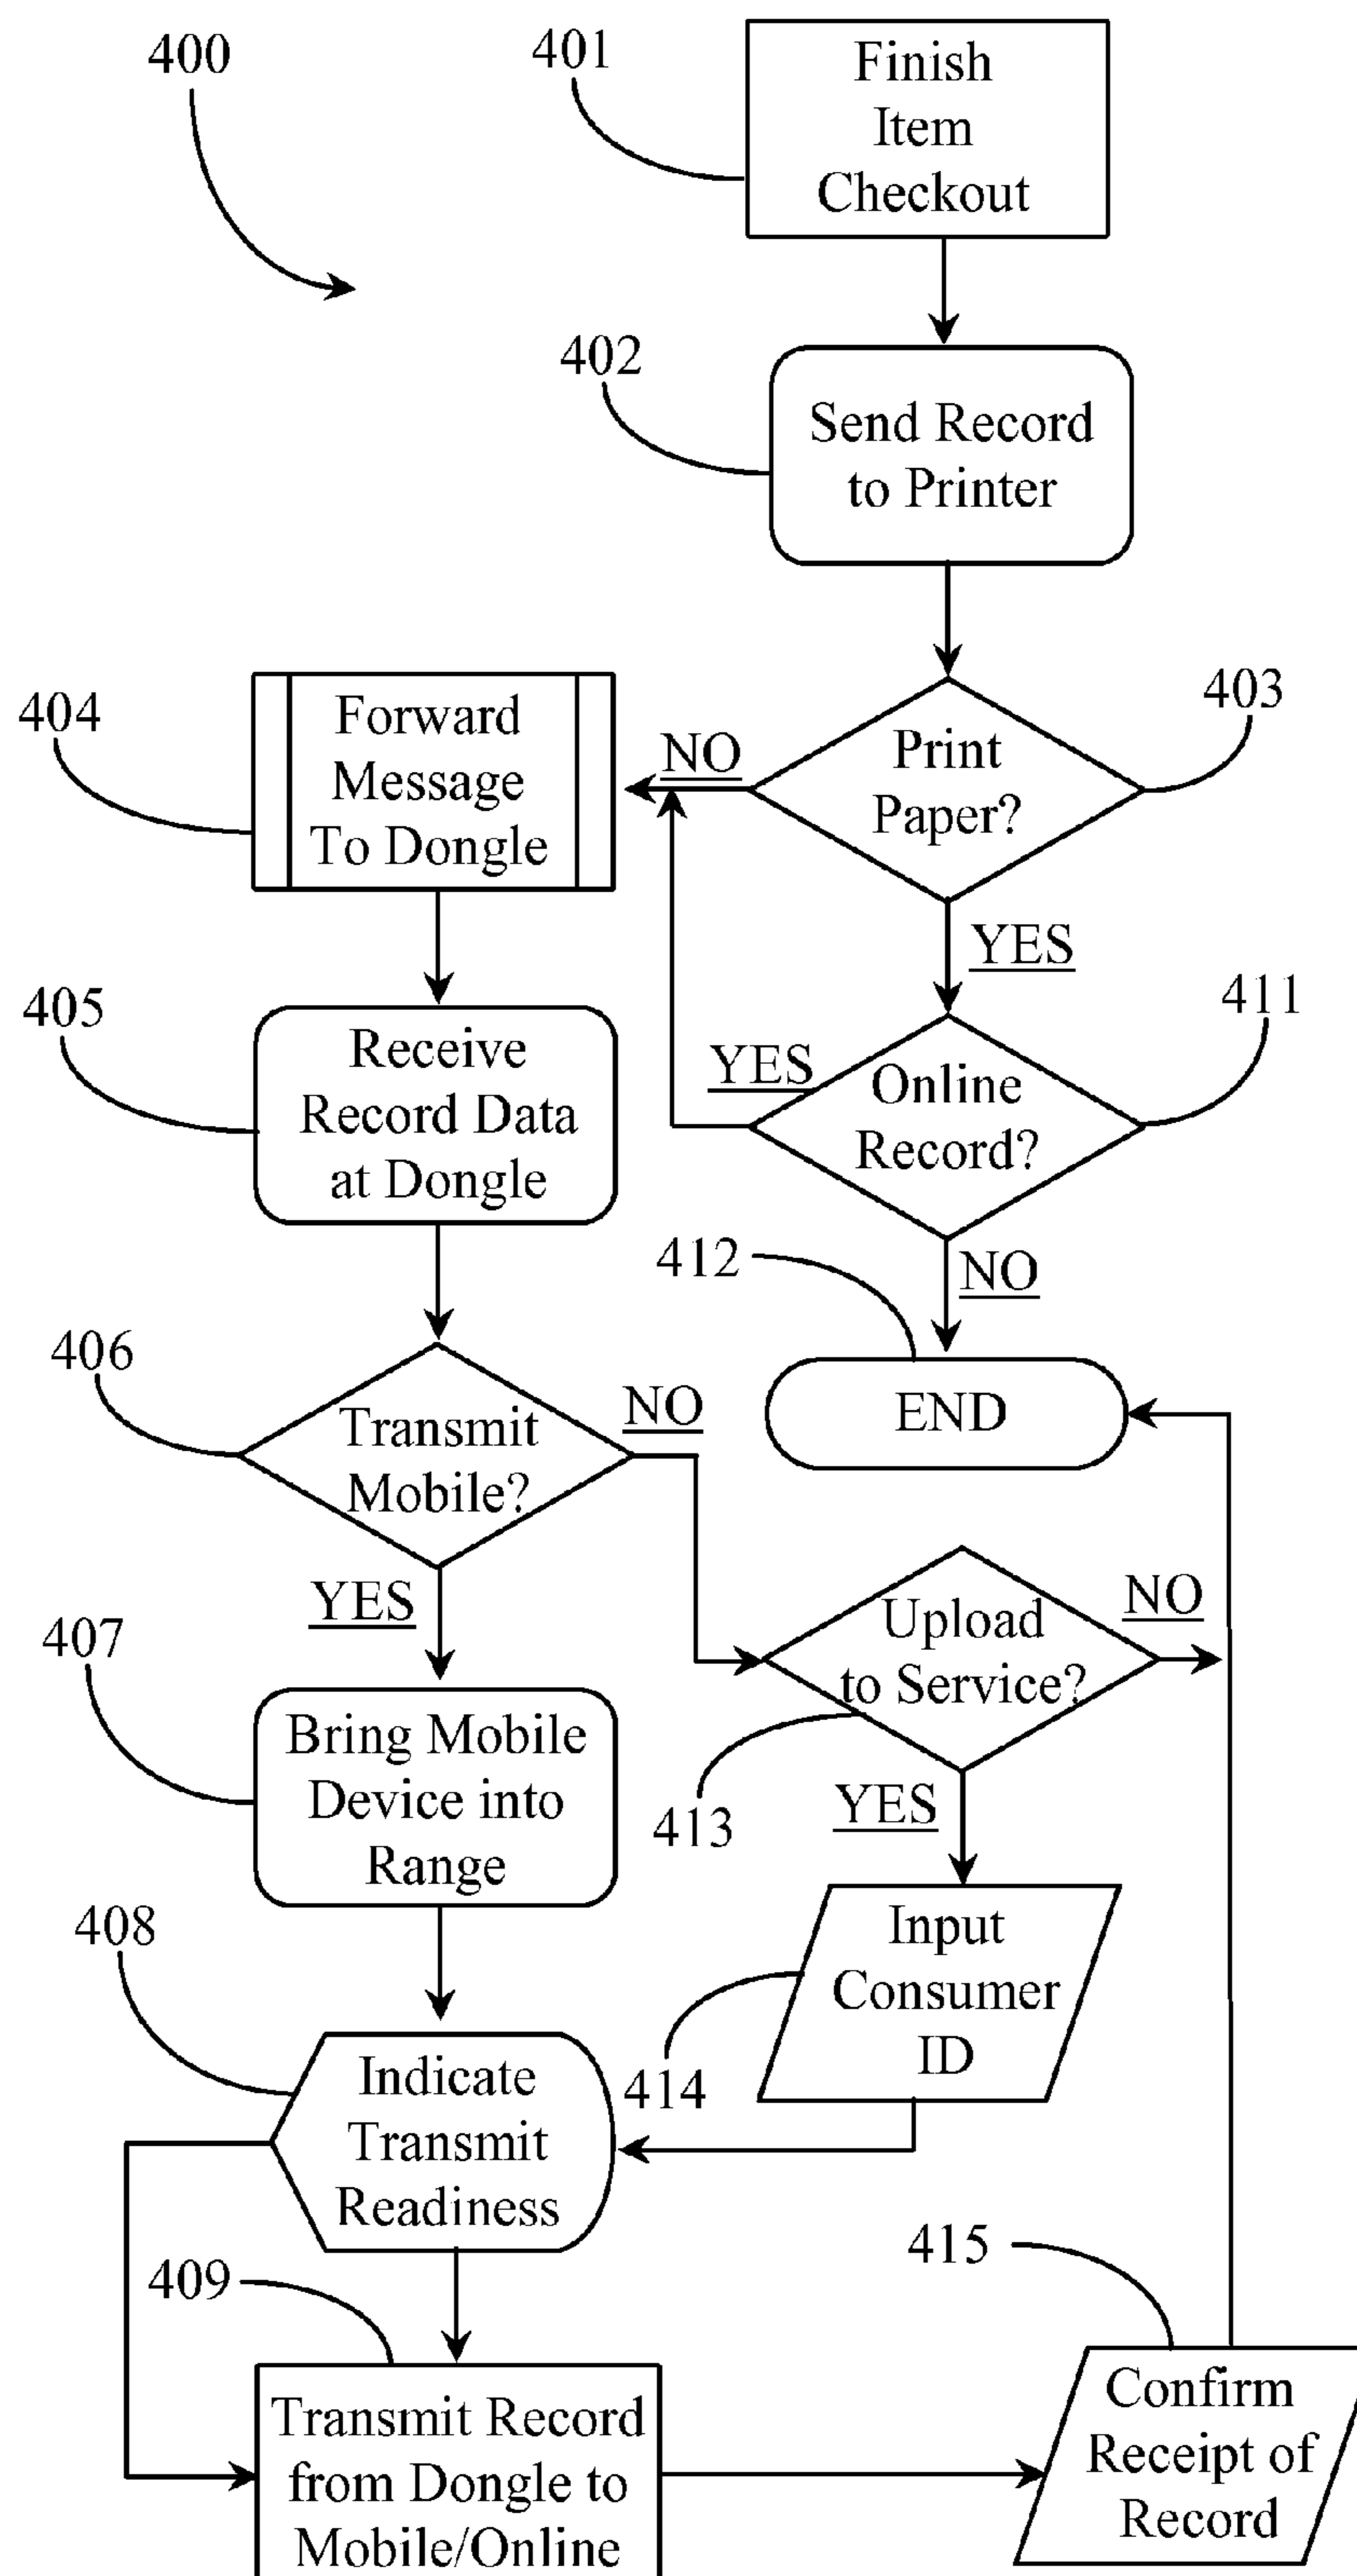 400
401
Finish
Item
Checkout
402
Send Record
to Printer
403
Print
Paper?
NO
404
Forward
Message
To Dongle
YES
411
Online
Record?
YES
405
Receive
Record Data
at Dongle
412
NO
END
406
Transmit
Mobile?
NO
YES
413
Upload
to Service?
NO
YES
407
Bring Mobile
Device into
Range
414
Input
Consumer
ID
408
Indicate
Transmit
Readiness
409
Transmit Record
from Dongle to
Mobile/Online
415
Confirm
Receipt of
Record